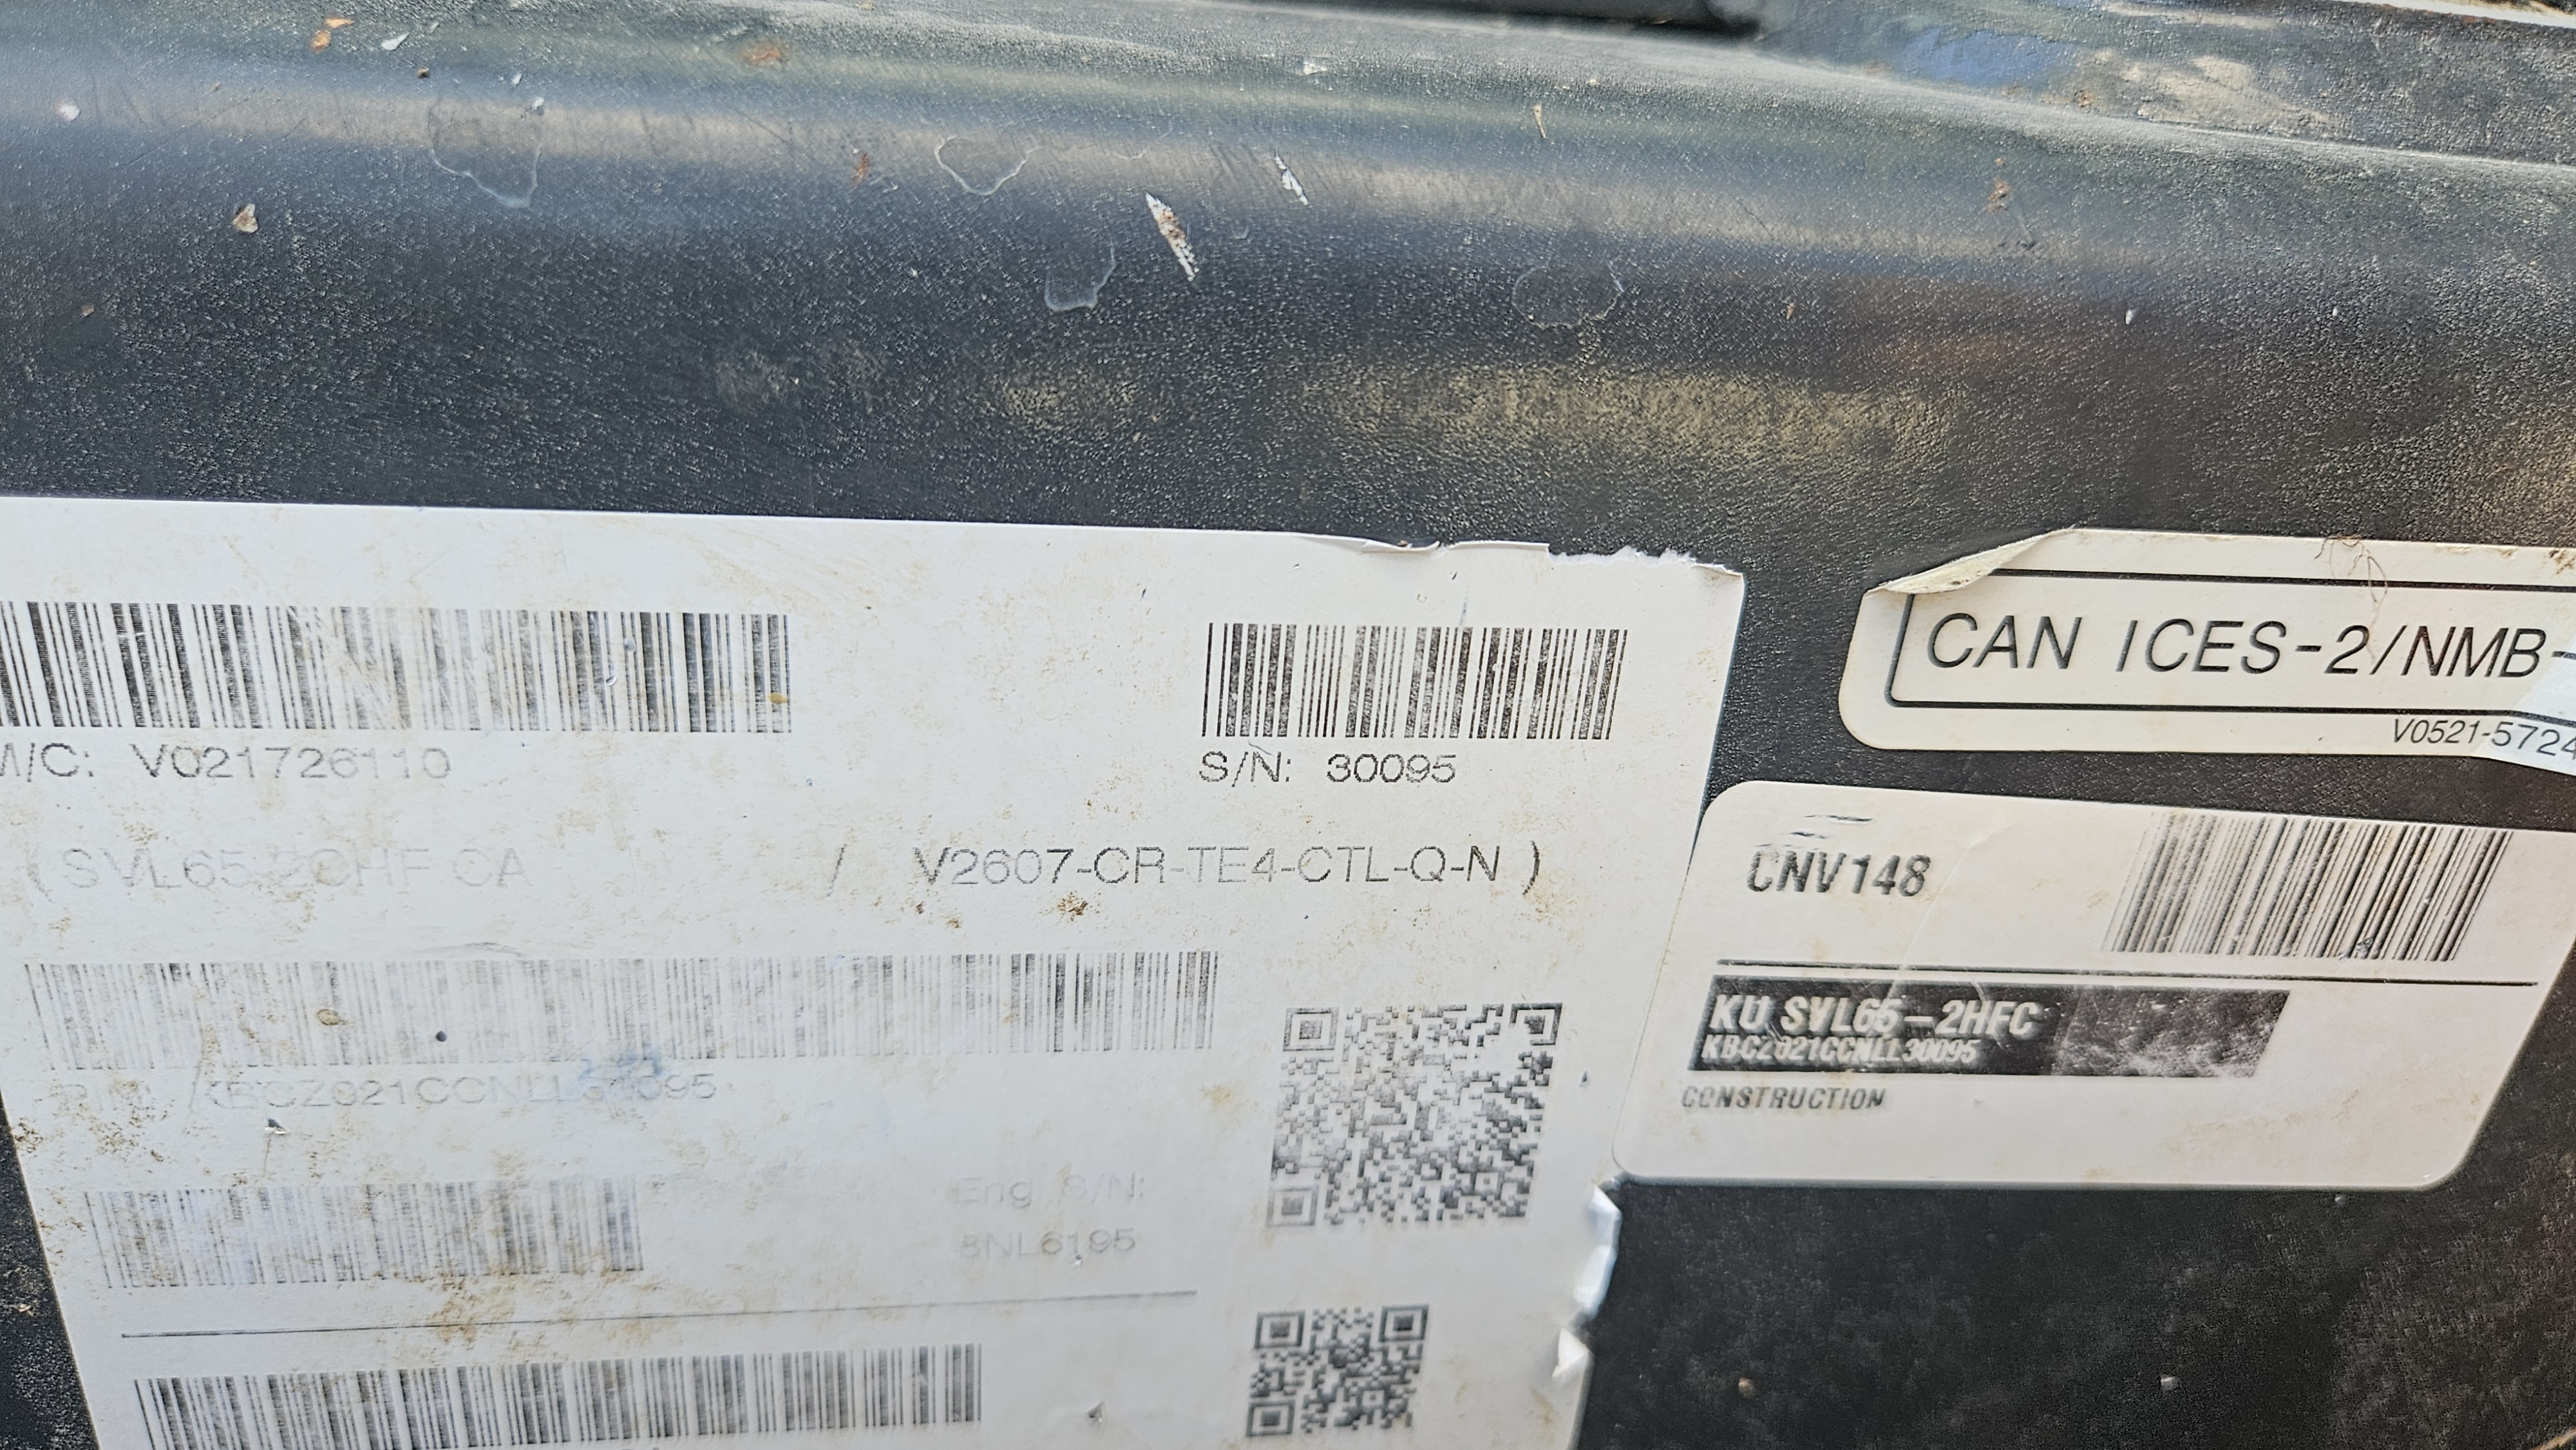 M/C: V021726110
S/N: 30095
(SVL65-2CHF CA / V2607-CR-TE4-CTL-Q-N )
KBCZ021CCNLL30095
Eng S/N:
8NL6195
CAN ICES-2/NMB-
V0521-5724
CNV148
KU SVL65-2HFC
KBCZ021CCNLL30095
CONSTRUCTION